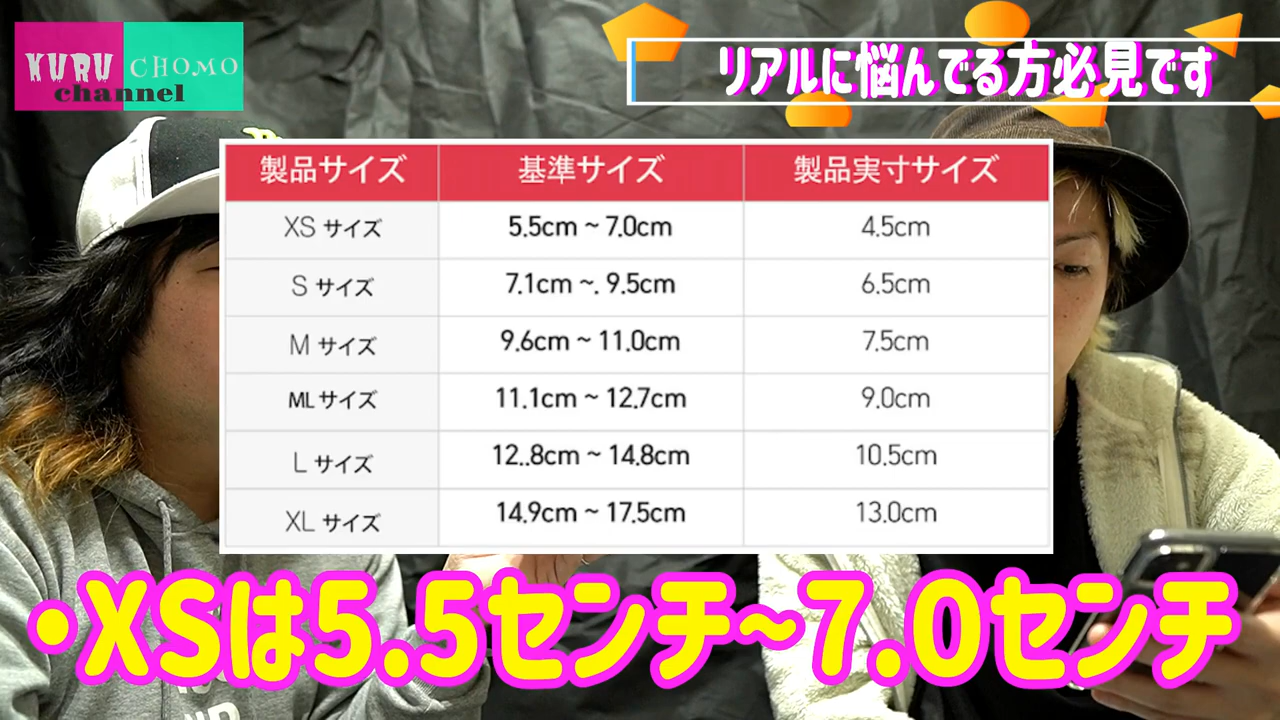 KURU CHOMO
channel
リアルに悩んでる方必見です
製品サイズ 基準サイズ 製品実寸サイズ
XS サイズ 5.5cm ~ 7.0cm 4.5cm
S サイズ 7.1cm ~. 9.5cm 6.5cm
M サイズ 9.6cm ~ 11.0cm 7.5cm
ML サイズ 11.1cm ~ 12.7cm 9.0cm
L サイズ 12..8cm ~ 14.8cm 10.5cm
XL サイズ 14.9cm ~ 17.5cm 13.0cm
・XSは5.5センチ~7.0センチ